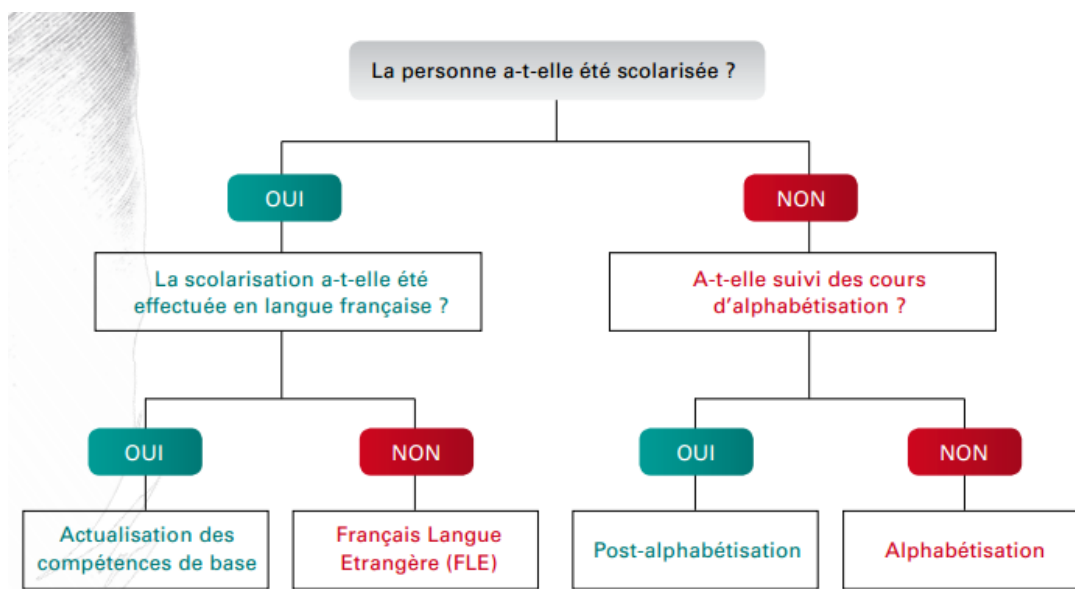 La personne a-t-elle été scolarisée ?
OUI
NON
La scolarisation a-t-elle été
effectuée en langue française ?
A-t-elle suivi des cours
d’alphabétisation ?
OUI
NON
OUI
NON
Actualisation des
compétences de base
Français Langue
Etrangère (FLE)
Post-alphabétisation
Alphabétisation